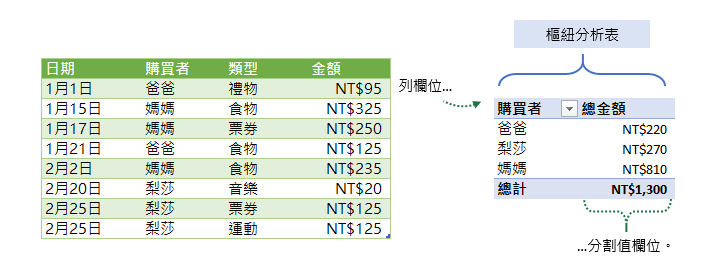 樞紐分析表
日期 購買者 類型 金額
1月1日 爸爸 禮物 NT$95
1月15日 媽媽 食物 NT$325
1月17日 媽媽 票券 NT$250
1月21日 爸爸 食物 NT$125
2月2日 媽媽 食物 NT$235
2月20日 梨莎 音樂 NT$20
2月25日 梨莎 票券 NT$125
2月25日 梨莎 運動 NT$125
列欄位...
購買者 總金額
爸爸 NT$220
梨莎 NT$270
媽媽 NT$810
總計 NT$1,300
...分割值欄位。